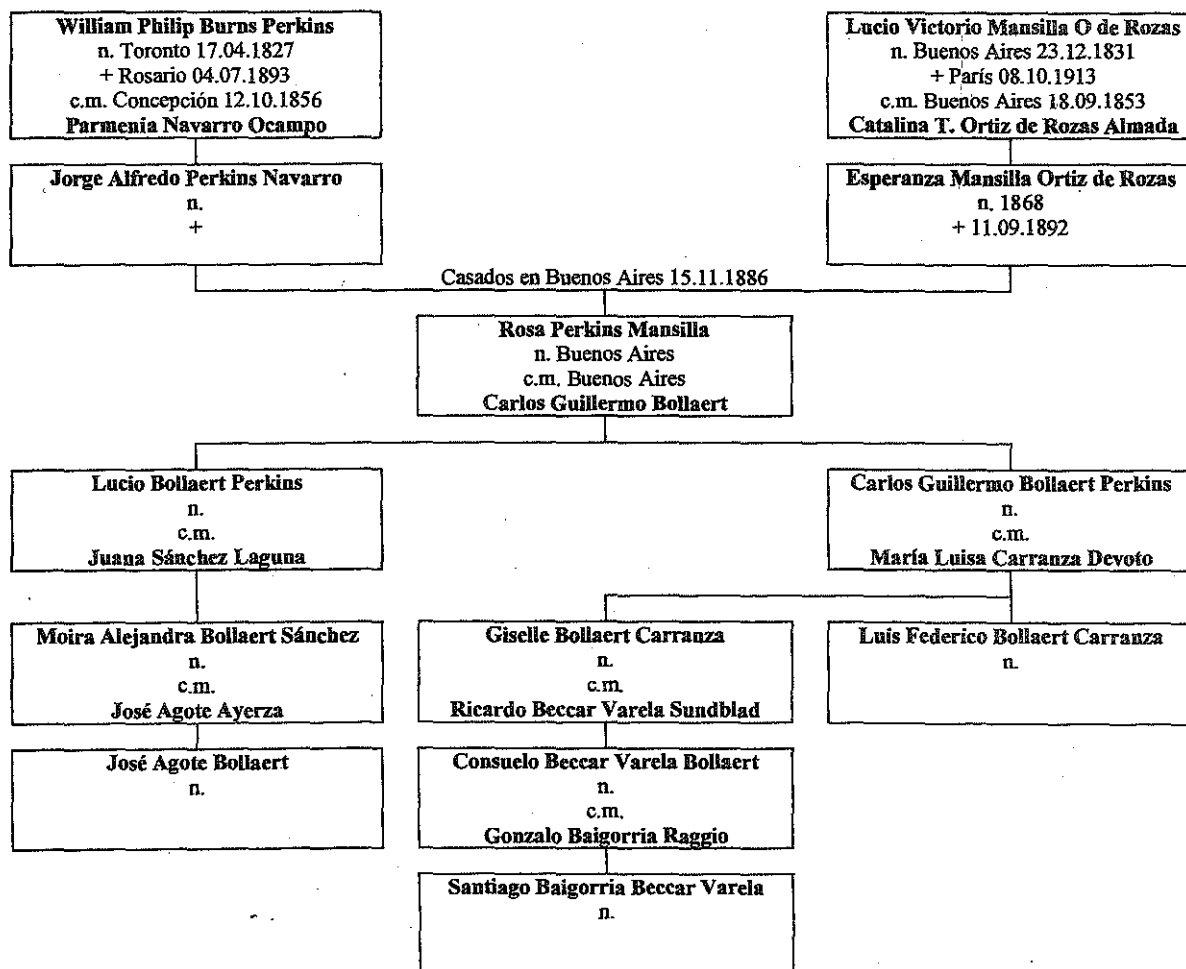 William Philip Burns Perkins
n. Toronto 17.04.1827
+ Rosario 04.07.1893
c.m. Concepción 12.10.1856
Parmenia Navarro Ocampo
Lucio Victorio Mansilla O de Rozas
n. Buenos Aires 23.12.1831
+ París 08.10.1913
c.m. Buenos Aires 18.09.1853
Catalina T. Ortiz de Rozas Almada
Jorge Alfredo Perkins Navarro
n.
+
Esperanza Mansilla Ortiz de Rozas
n. 1868
+ 11.09.1892
Casados en Buenos Aires 15.11.1886
Rosa Perkins Mansilla
n. Buenos Aires
c.m. Buenos Aires
Carlos Guillermo Bollaert
Lucio Bollaert Perkins
n.
c.m.
Juana Sánchez Laguna
Carlos Guillermo Bollaert Perkins
n.
c.m.
María Luisa Carranza Devoto
Moira Alejandra Bollaert Sánchez
n.
c.m.
José Agote Ayerza
Giselle Bollaert Carranza
n.
c.m.
Ricardo Beccar Varela Sundblad
Luis Federico Bollaert Carranza
n.
José Agote Bollaert
n.
Consuelo Beccar Varela Bollaert
n.
c.m.
Gonzalo Baigorria Raggio
Santiago Baigorria Beccar Varela
n.